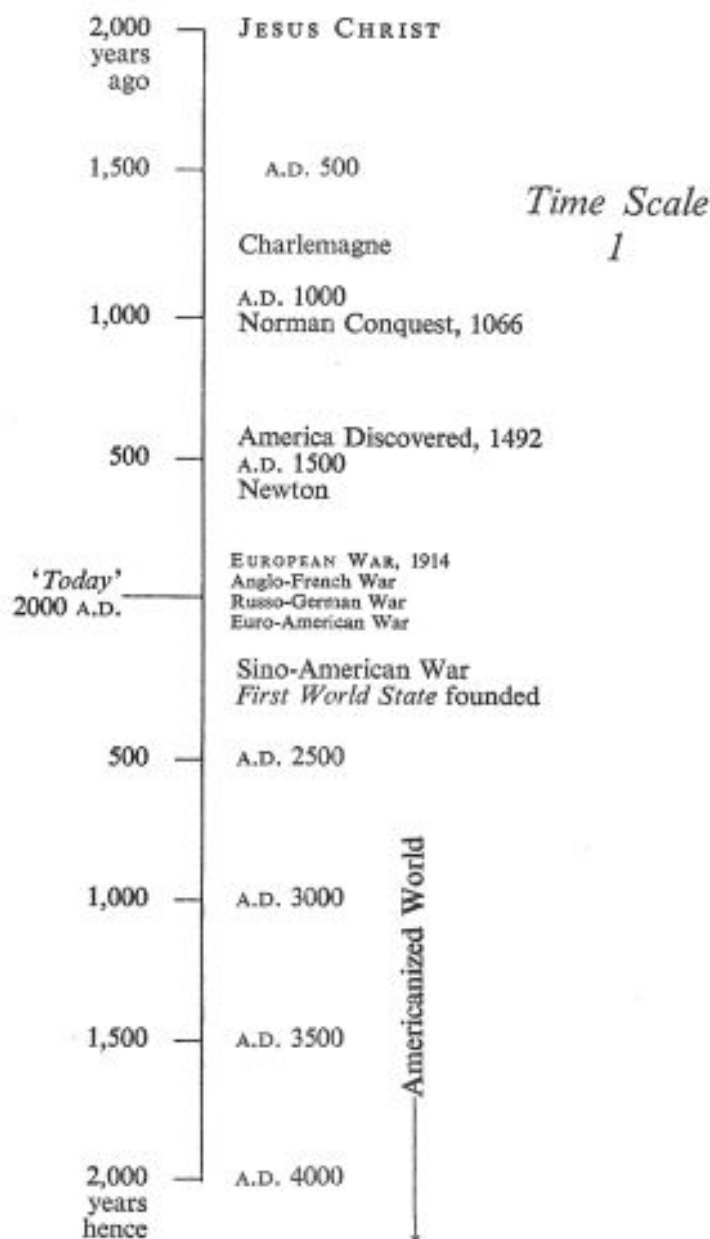 2,000 JESUS CHRIST
years
ago
1,500 A.D. 500
Time Scale
1
Charlemagne
A.D. 1000
1,000 Norman Conquest, 1066
America Discovered, 1492
500 A.D. 1500
Newton
EUROPEAN WAR, 1914
'Today' Anglo-French War
2000 A.D. Russo-German War
Euro-American War
Sino-American War
First World State founded
500 A.D. 2500
Americanized World
1,000 A.D. 3000
1,500 A.D. 3500
2,000 A.D. 4000
years
hence